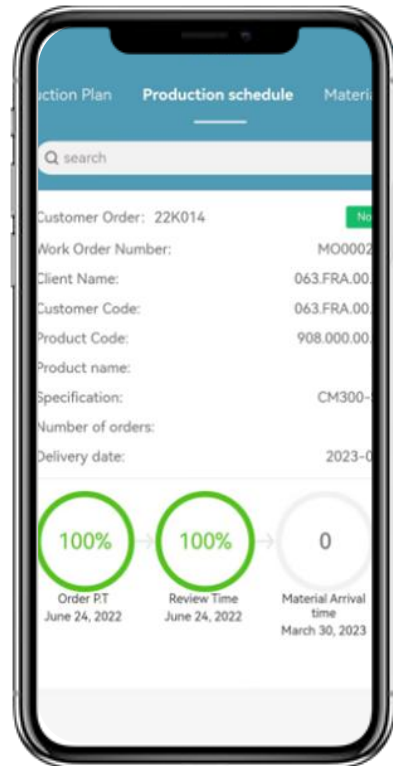 uction Plan Production schedule Materi
search
Customer Order: 22K014 No
Work Order Number: MO0002
Client Name: 063.FRA.00.
Customer Code: 063.FRA.00.
Product Code: 908.000.00.
Product name:
Specification: CM300-
Number of orders:
Delivery date: 2023-0
100% 100% 0
Order P.T Review Time Material Arrival
time
June 24, 2022 June 24, 2022
March 30, 2023